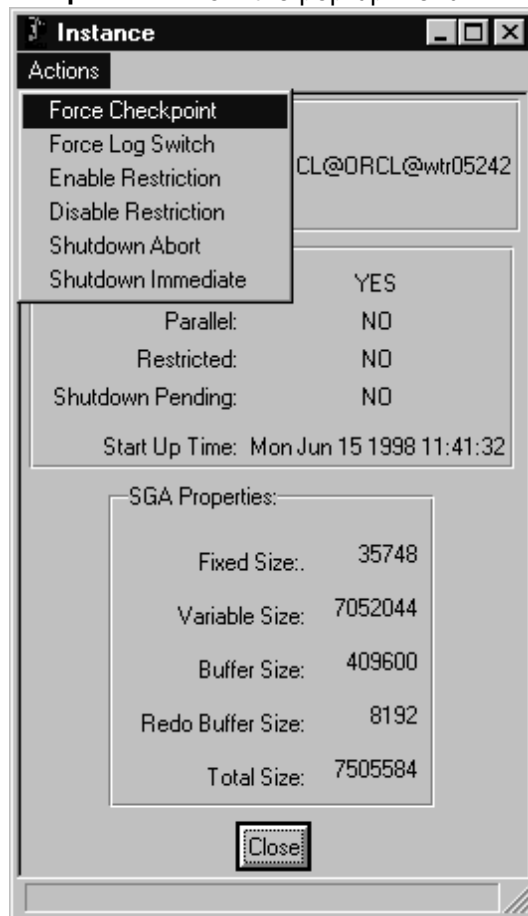 Instance
Actions
Force Checkpoint
Force Log Switch
Enable Restriction
Disable Restriction
Shutdown Abort
Shutdown Immediate
CL@ORCL@wtr05242
YES
Parallel: NO
Restricted: NO
Shutdown Pending: NO
Start Up Time: Mon Jun 15 1998 11:41:32
SGA Properties:
Fixed Size:. 35748
Variable Size: 7052044
Buffer Size: 409600
Redo Buffer Size: 8192
Total Size: 7505584
Close